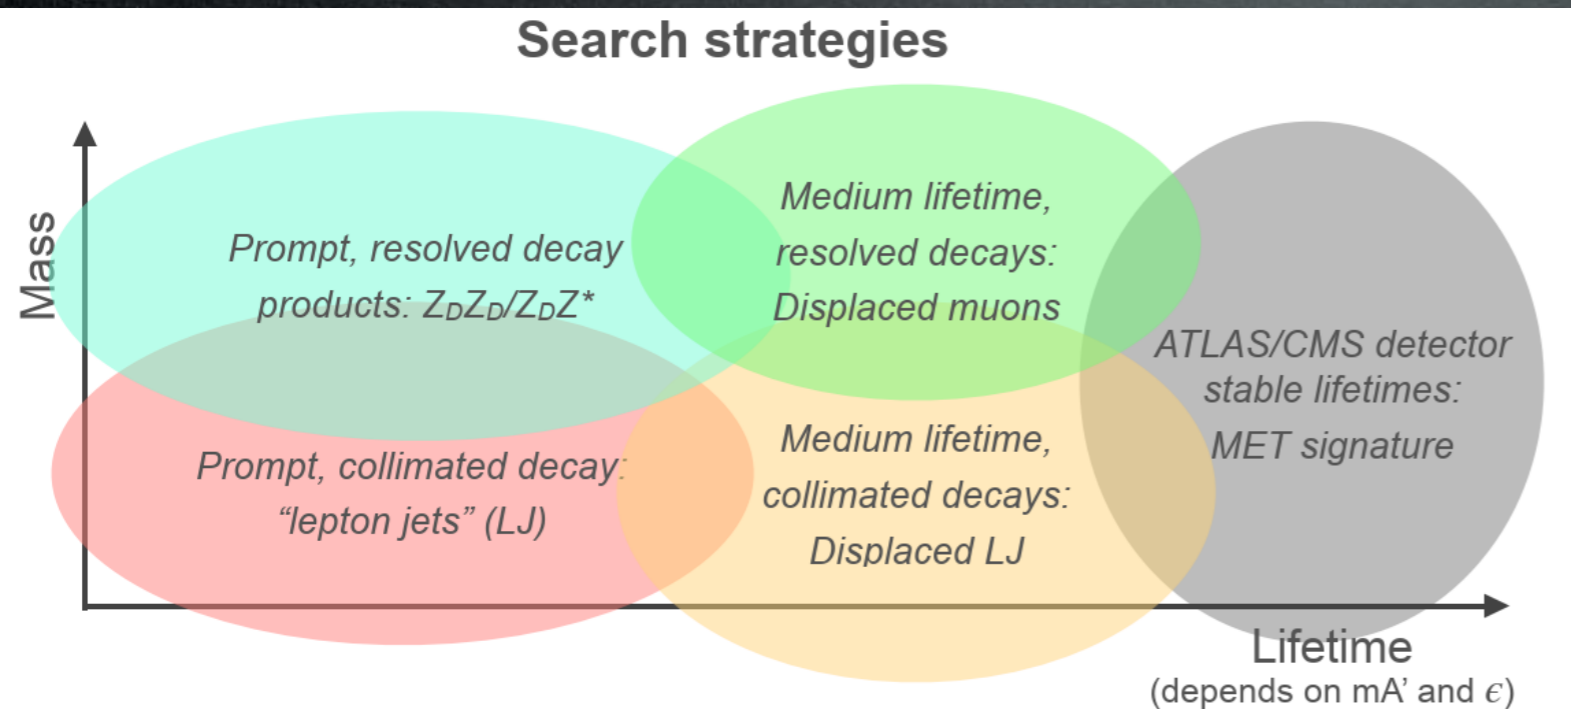 Search strategies
Mass
Prompt, resolved decay
products: ZDZD/ZDZ*
Medium lifetime,
resolved decays:
Displaced muons
ATLAS/CMS detector
stable lifetimes:
MET signature
Prompt, collimated decay:
“lepton jets” (LJ)
Medium lifetime,
collimated decays:
Displaced LJ
Lifetime
(depends on mA’ and ϵ)